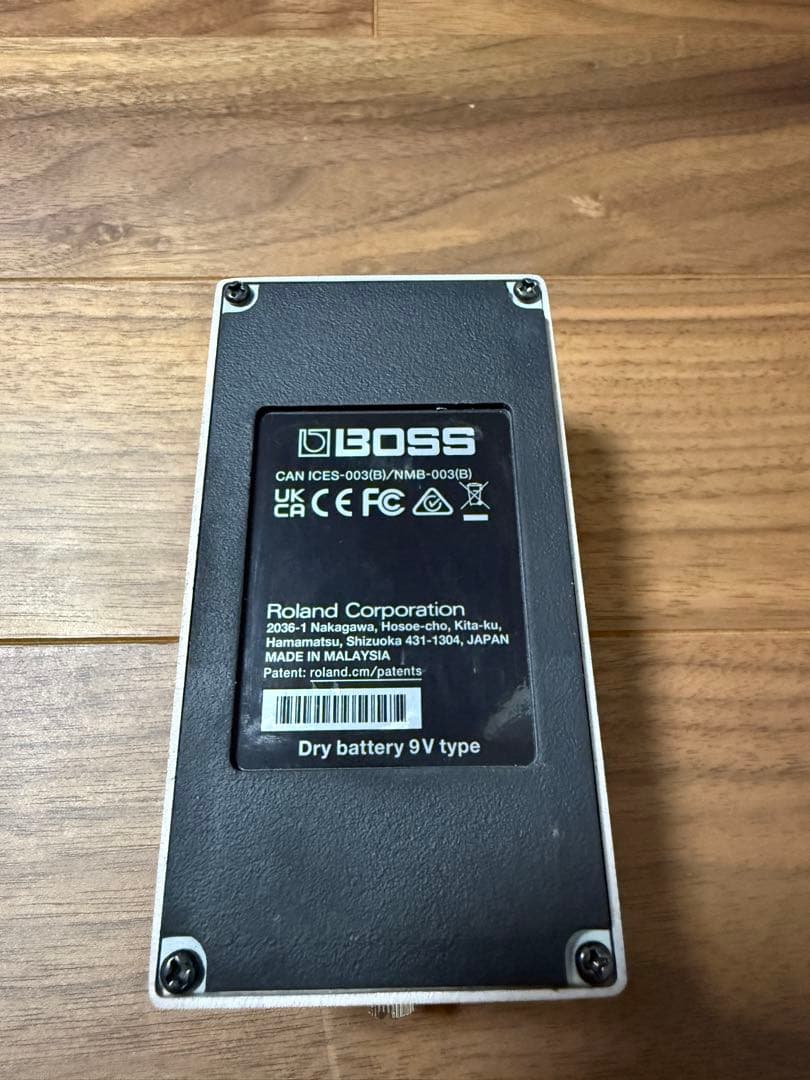 BOSS
CAN ICES-003(B)/NMB-003(B)
UK
CA CE FC
Roland Corporation
2036-1 Nakagawa, Hosoe-cho, Kita-ku,
Hamamatsu, Shizuoka 431-1304, JAPAN
MADE IN MALAYSIA
Patent: roland.cm/patents
Dry battery 9V type